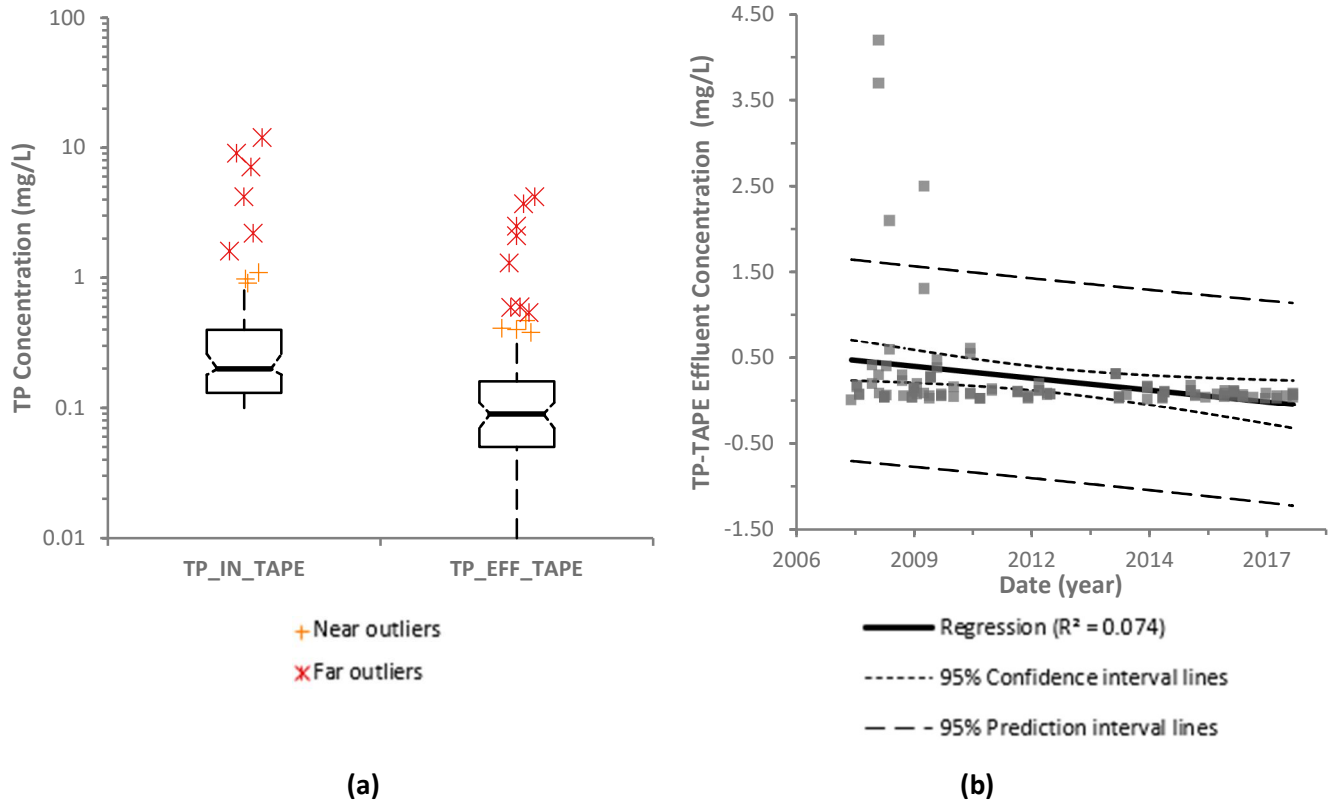 TP Concentration (mg/L)
100
10
1
0.1
0.01
TP_IN_TAPE
TP_EFF_TAPE
Near outliers
Far outliers
(a)
TP-TAPE Effluent Concentration (mg/L)
4.50
3.50
2.50
1.50
0.50
-0.50
-1.50
2006
2009
2012
2014
2017
Date (year)
Regression (R² = 0.074)
95% Confidence interval lines
95% Prediction interval lines
(b)